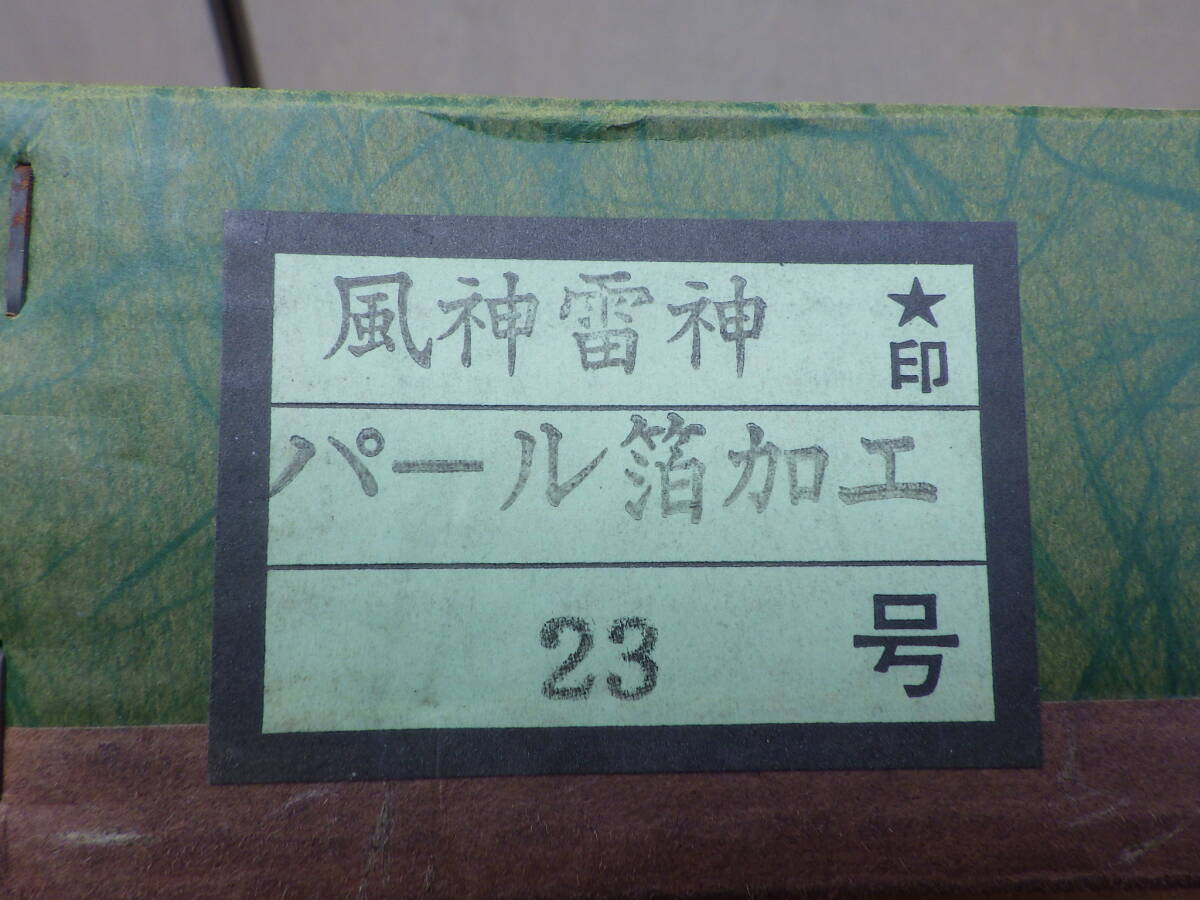 風神雷神 ★印
パール箔加工
23 号